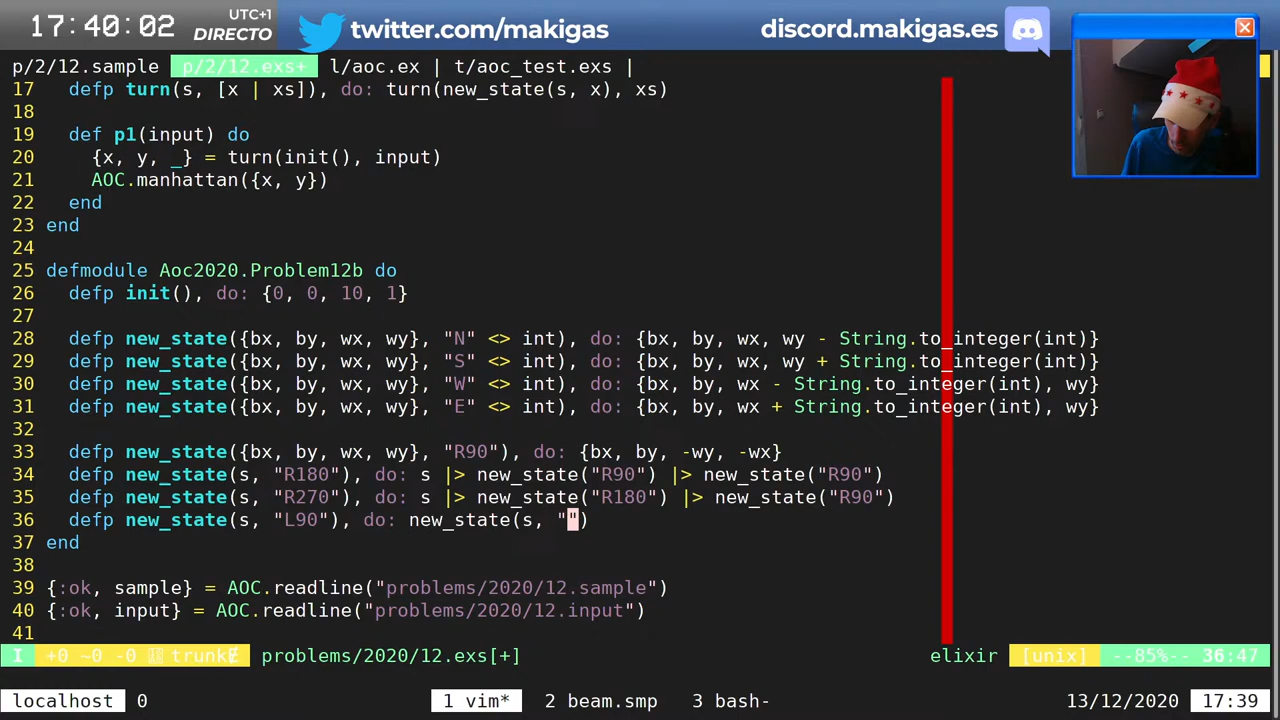 17:40:02
UTC+1
DIRECTO
twitter.com/makigas
discord.makigas.es
p/2/12.sample p/2/12.exs+ l/aoc.ex | t/aoc_test.exs |
17 defp turn(s, [x | xs]), do: turn(new_state(s, x), xs)
18
19 def p1(input) do
20 {x, y, _} = turn(init(), input)
21 AOC.manhattan({x, y})
22 end
23 end
24
25 defmodule Aoc2020.Problem12b do
26 defp init(), do: {0, 0, 10, 1}
27
28 defp new_state({bx, by, wx, wy}, "N" <> int), do: {bx, by, wx, wy - String.to_integer(int)}
29 defp new_state({bx, by, wx, wy}, "S" <> int), do: {bx, by, wx, wy + String.to_integer(int)}
30 defp new_state({bx, by, wx, wy}, "W" <> int), do: {bx, by, wx - String.to_integer(int), wy}
31 defp new_state({bx, by, wx, wy}, "E" <> int), do: {bx, by, wx + String.to_integer(int), wy}
32
33 defp new_state({bx, by, wx, wy}, "R90"), do: {bx, by, -wy, -wx}
34 defp new_state(s, "R180"), do: s |> new_state("R90") |> new_state("R90")
35 defp new_state(s, "R270"), do: s |> new_state("R180") |> new_state("R90")
36 defp new_state(s, "L90"), do: new_state(s, "")
37 end
38
39 {:ok, sample} = AOC.readline("problems/2020/12.sample")
40 {:ok, input} = AOC.readline("problems/2020/12.input")
41
I +0 ~0 -0 trunk problems/2020/12.exs[+] elixir [unix] --85% 36:47
localhost 0 1 vim* 2 beam.smp 3 bash- 13/12/2020 17:39